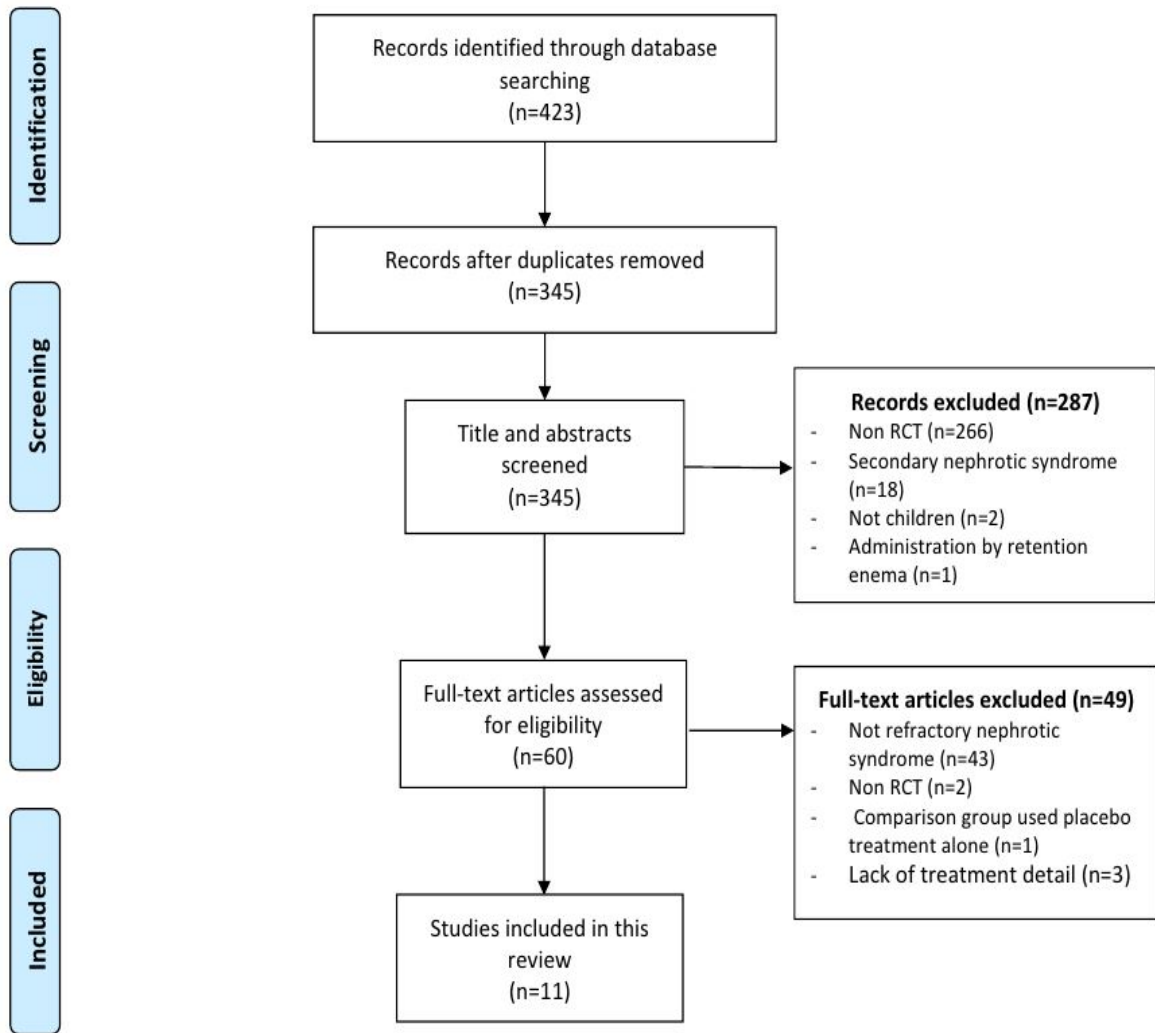 Identification
Records identified through database
searching
(n=423)
Records after duplicates removed
(n=345)
Screening
Title and abstracts
screened
(n=345)
Records excluded (n=287)
- Non RCT (n=266)
- Secondary nephrotic syndrome
(n=18)
- Not children (n=2)
- Administration by retention
enema (n=1)
Eligibility
Full-text articles assessed
for eligibility
(n=60)
Full-text articles excluded (n=49)
- Not refractory nephrotic
syndrome (n=43)
- Non RCT (n=2)
- Comparison group used placebo
treatment alone (n=1)
- Lack of treatment detail (n=3)
Included
Studies included in this
review
(n=11)